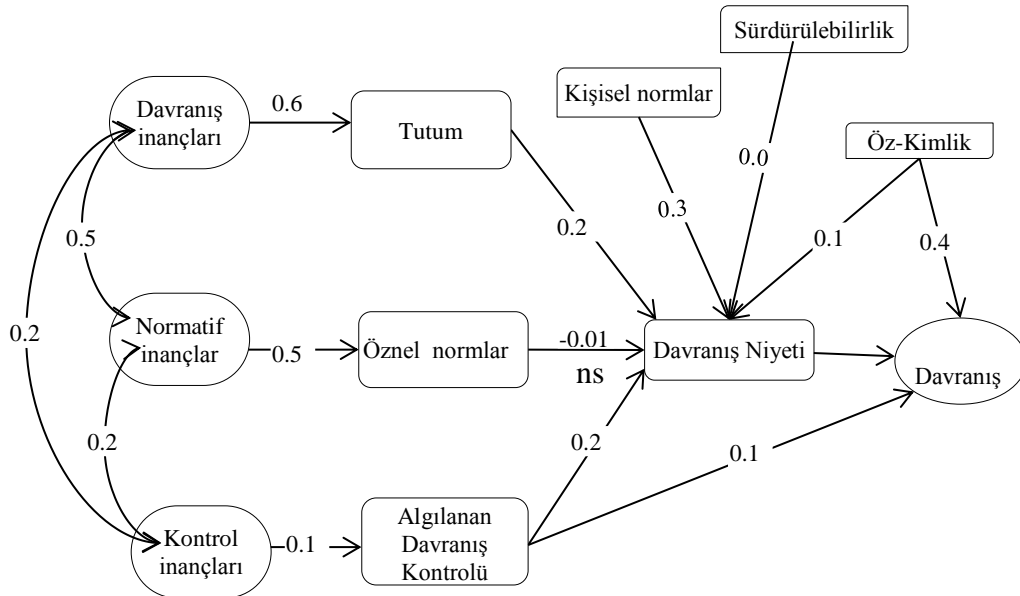 Sürdürülebilirlik
Kişisel normlar
Davranış
inançları
0.6
Tutum
Öz-Kimlik
0.0
0.3
0.2
0.1
0.4
0.5
0.2
Normatif
inançlar
0.5
Öznel normlar
-0.01
ns
Davranış Niyeti
Davranış
0.2
0.2
0.1
Kontrol
inançları
0.1
Algılanan
Davranış
Kontrolü